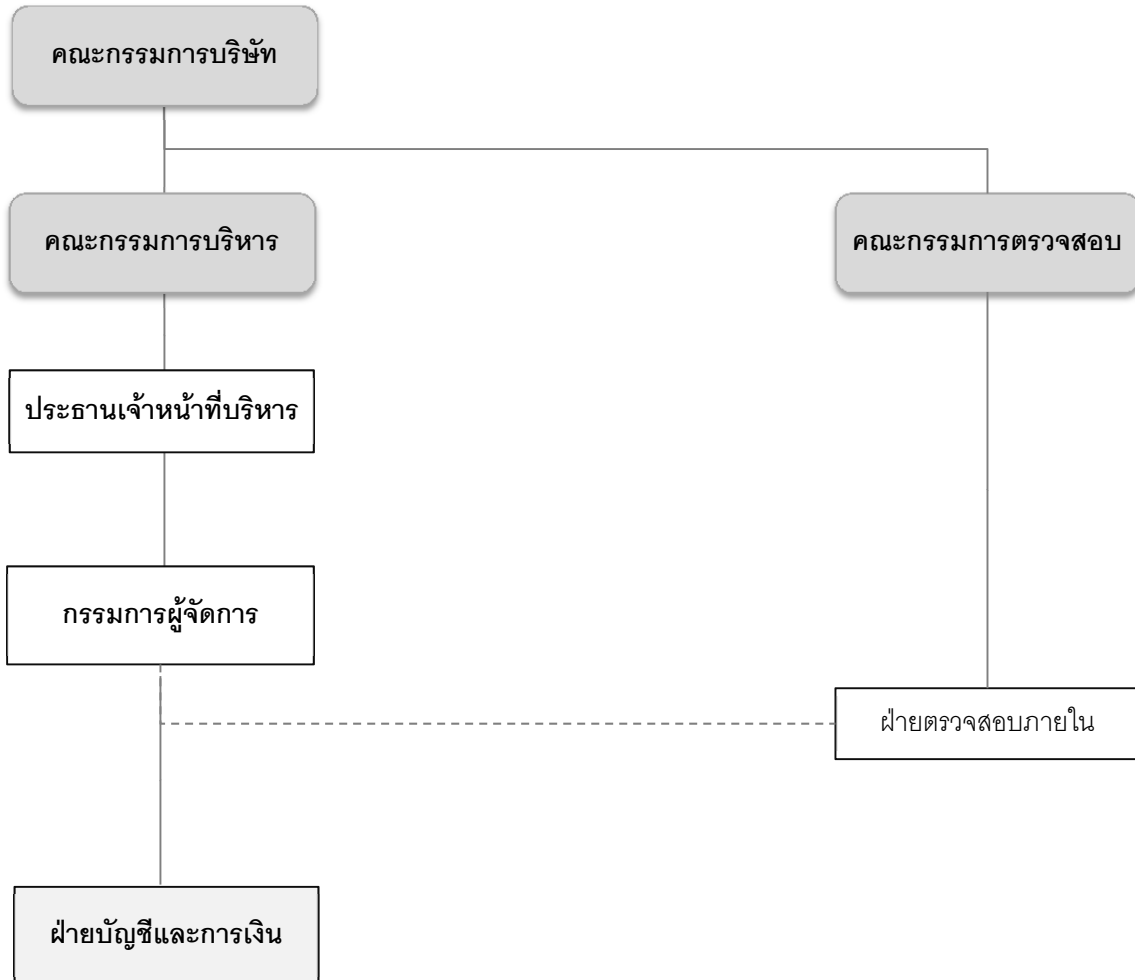 คณะกรรมการบริษัท
คณะกรรมการบริหาร
คณะกรรมการตรวจสอบ
ประธานเจ้าหน้าที่บริหาร
กรรมการผู้จัดการ
ฝ่ายตรวจสอบภายใน
ฝ่ายบัญชีและการเงิน